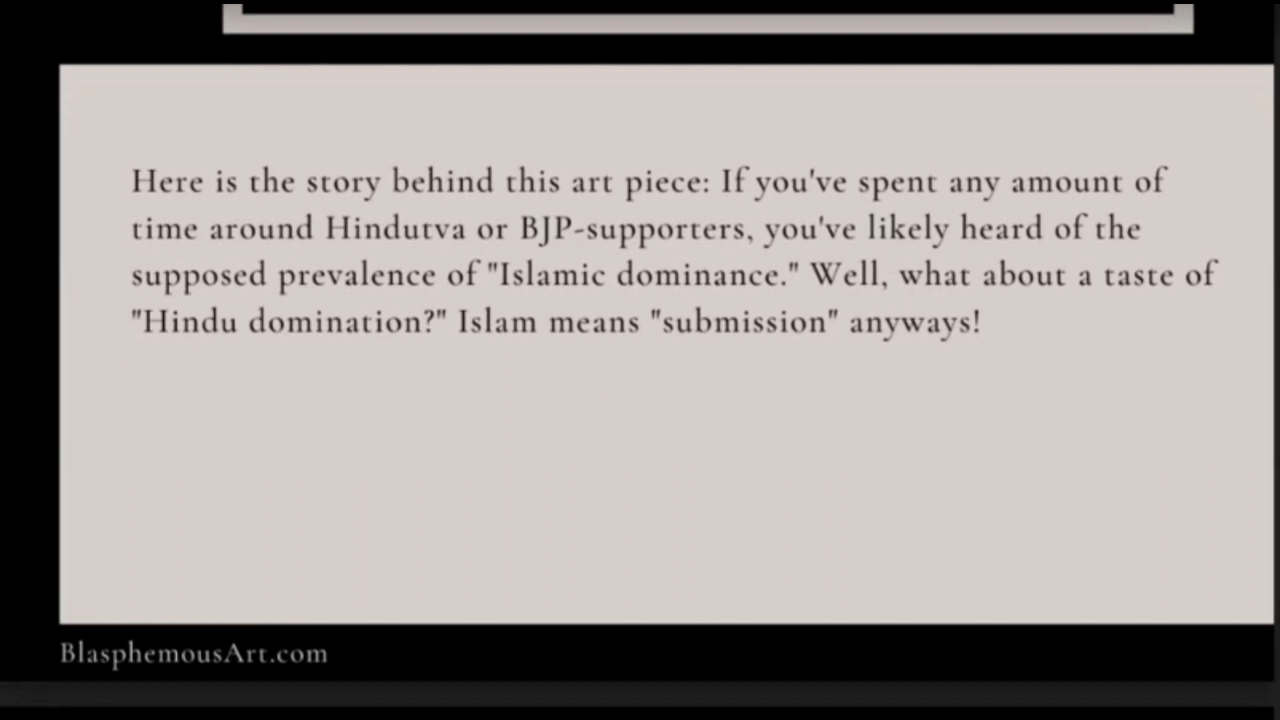 Here is the story behind this art piece: If you've spent any amount of
time around Hindutva or BJP-supporters, you've likely heard of the
supposed prevalence of "Islamic dominance." Well, what about a taste of
"Hindu domination?" Islam means "submission" anyways!
BlasphemousArt.com